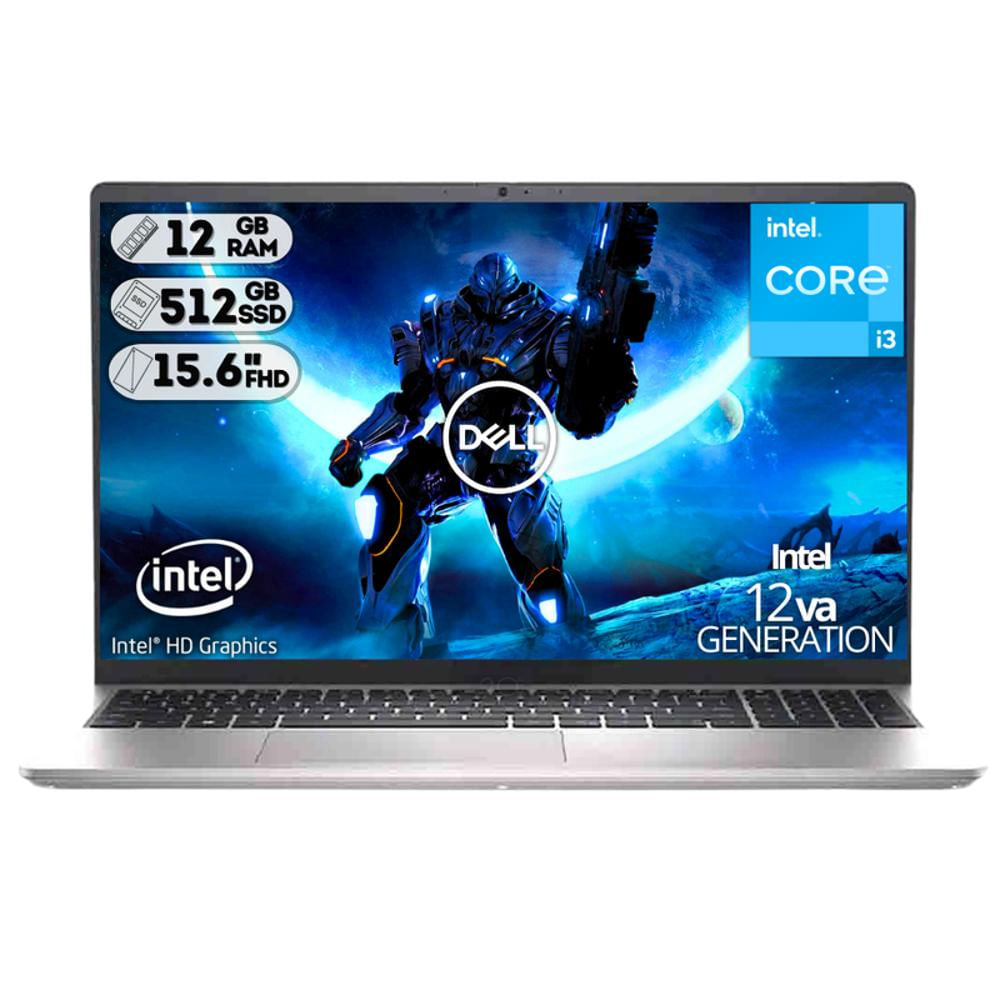 12 GB RAM
SSD
512 GB SSD
15.6" FHD
intel.
CORE
i3
DELL
intel
Intel® HD Graphics
Intel
12va
GENERATION